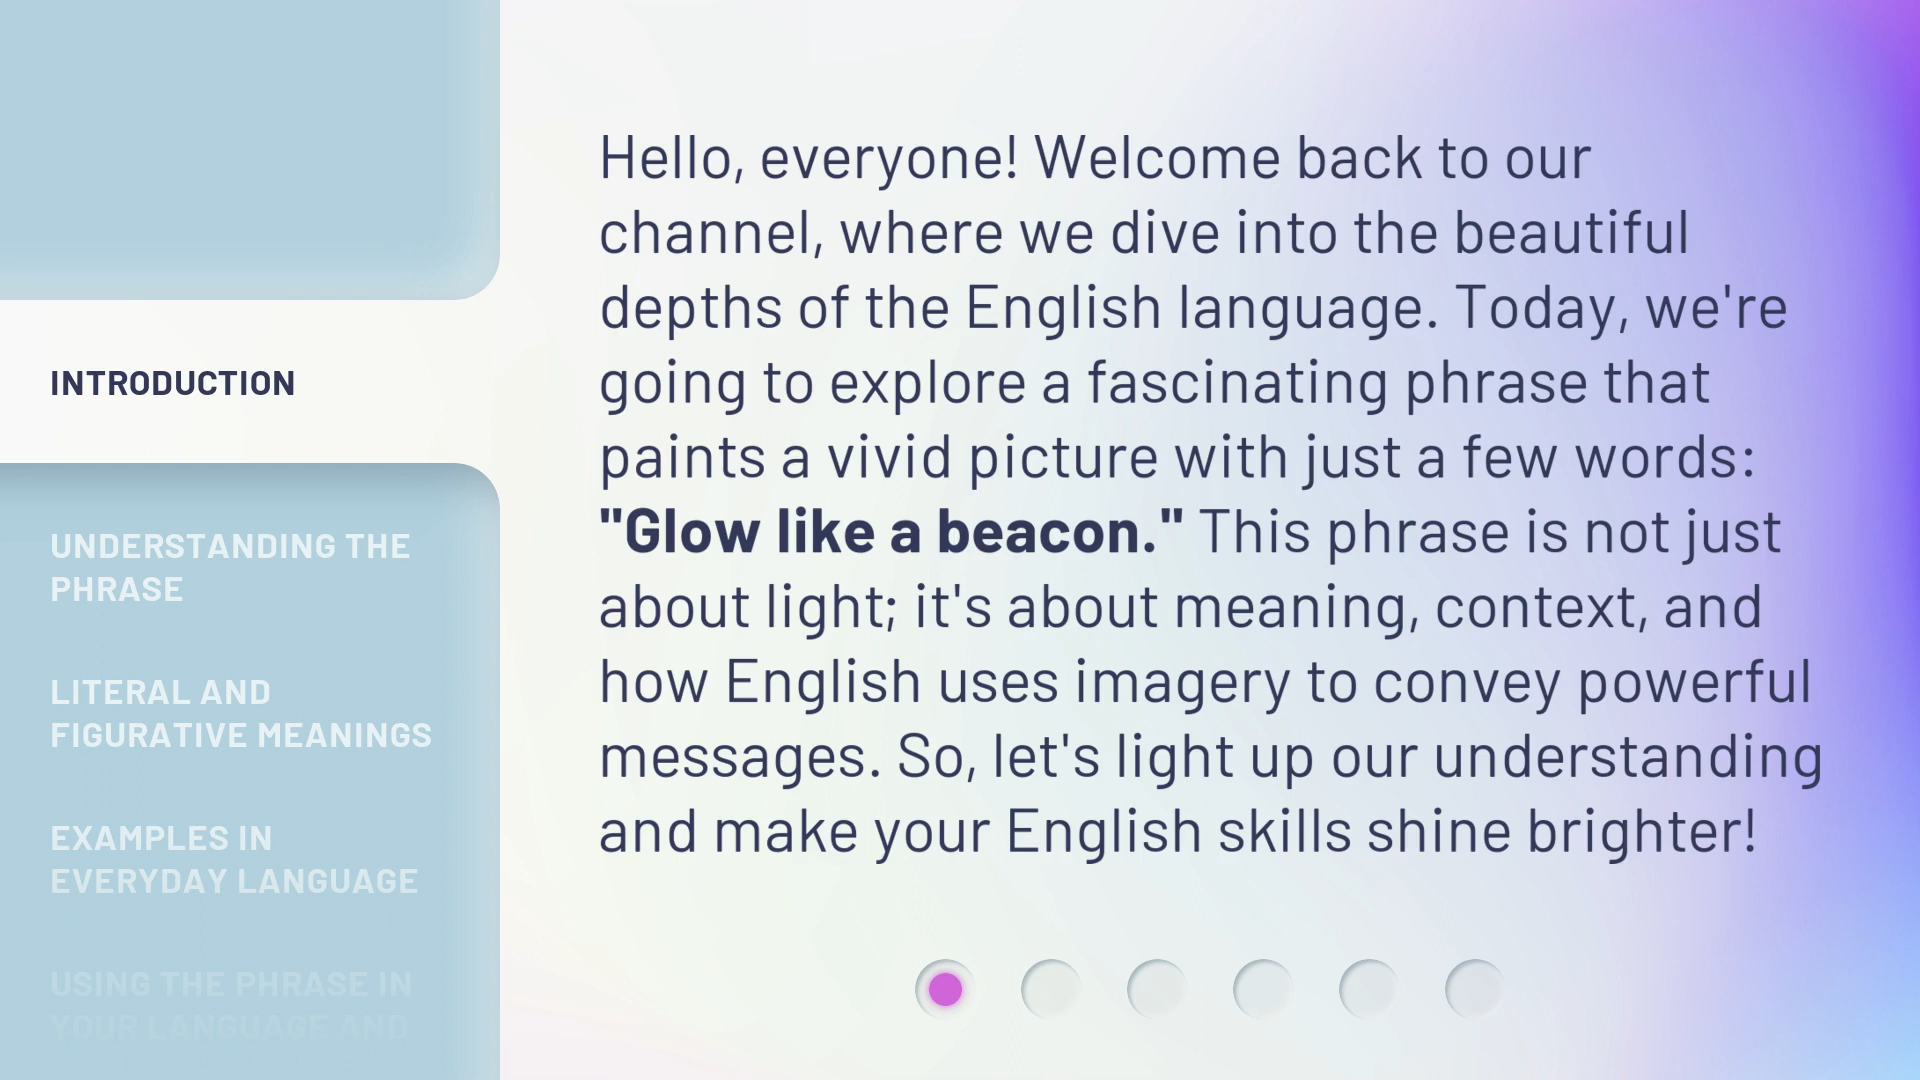 INTRODUCTION
UNDERSTANDING THE
PHRASE
LITERAL AND
FIGURATIVE MEANINGS
EXAMPLES IN
EVERYDAY LANGUAGE
USING THE PHRASE IN
YOUR LANGUAGE AND
Hello, everyone! Welcome back to our
channel, where we dive into the beautiful
depths of the English language. Today, we're
going to explore a fascinating phrase that
paints a vivid picture with just a few words:
"Glow like a beacon." This phrase is not just
about light; it's about meaning, context, and
how English uses imagery to convey powerful
messages. So, let's light up our understanding
and make your English skills shine brighter!